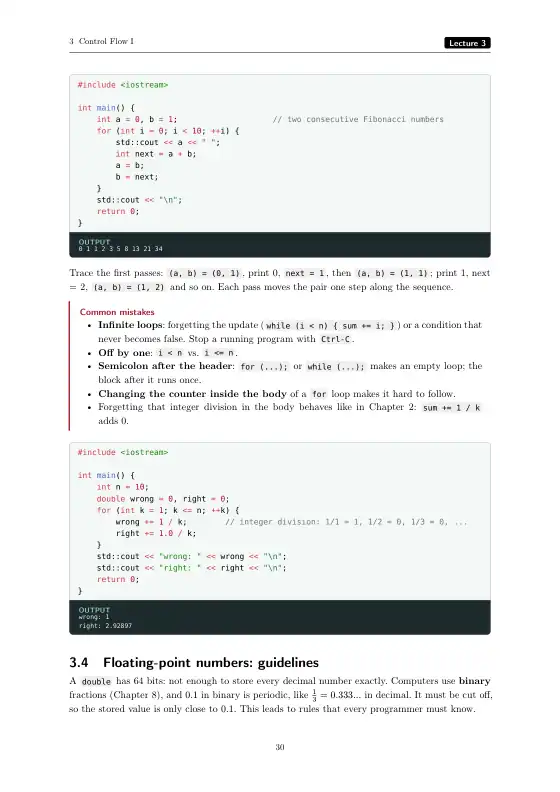 3 Control Flow I
Lecture 3
#include <iostream>
int main() {
    int a = 0, b = 1;                    // two consecutive Fibonacci numbers
    for (int i = 0; i < 10; ++i) {
        std::cout << a << " ";
        int next = a + b;
        a = b;
        b = next;
    }
    std::cout << "\n";
    return 0;
}
OUTPUT
0 1 1 2 3 5 8 13 21 34
Trace the first passes: (a, b) = (0, 1), print 0, next = 1, then (a, b) = (1, 1); print 1, next
= 2, (a, b) = (1, 2) and so on. Each pass moves the pair one step along the sequence.
Common mistakes
• Infinite loops: forgetting the update (while (i < n) { sum += i; }) or a condition that
never becomes false. Stop a running program with Ctrl-C.
• Off by one: i < n vs. i <= n.
• Semicolon after the header: for (...); or while (...); makes an empty loop; the
block after it runs once.
• Changing the counter inside the body of a for loop makes it hard to follow.
• Forgetting that integer division in the body behaves like in Chapter 2: sum += 1 / k
adds 0.
#include <iostream>
int main() {
    int n = 10;
    double wrong = 0, right = 0;
    for (int k = 1; k <= n; ++k) {
        wrong += 1 / k;        // integer division: 1/1 = 1, 1/2 = 0, 1/3 = 0, ...
        right += 1.0 / k;
    }
    std::cout << "wrong: " << wrong << "\n";
    std::cout << "right: " << right << "\n";
    return 0;
}
OUTPUT
wrong: 1
right: 2.92897
3.4 Floating-point numbers: guidelines
A double has 64 bits: not enough to store every decimal number exactly. Computers use binary
fractions (Chapter 8), and 0.1 in binary is periodic, like 1/3 = 0.333... in decimal. It must be cut off,
so the stored value is only close to 0.1. This leads to rules that every programmer must know.
30